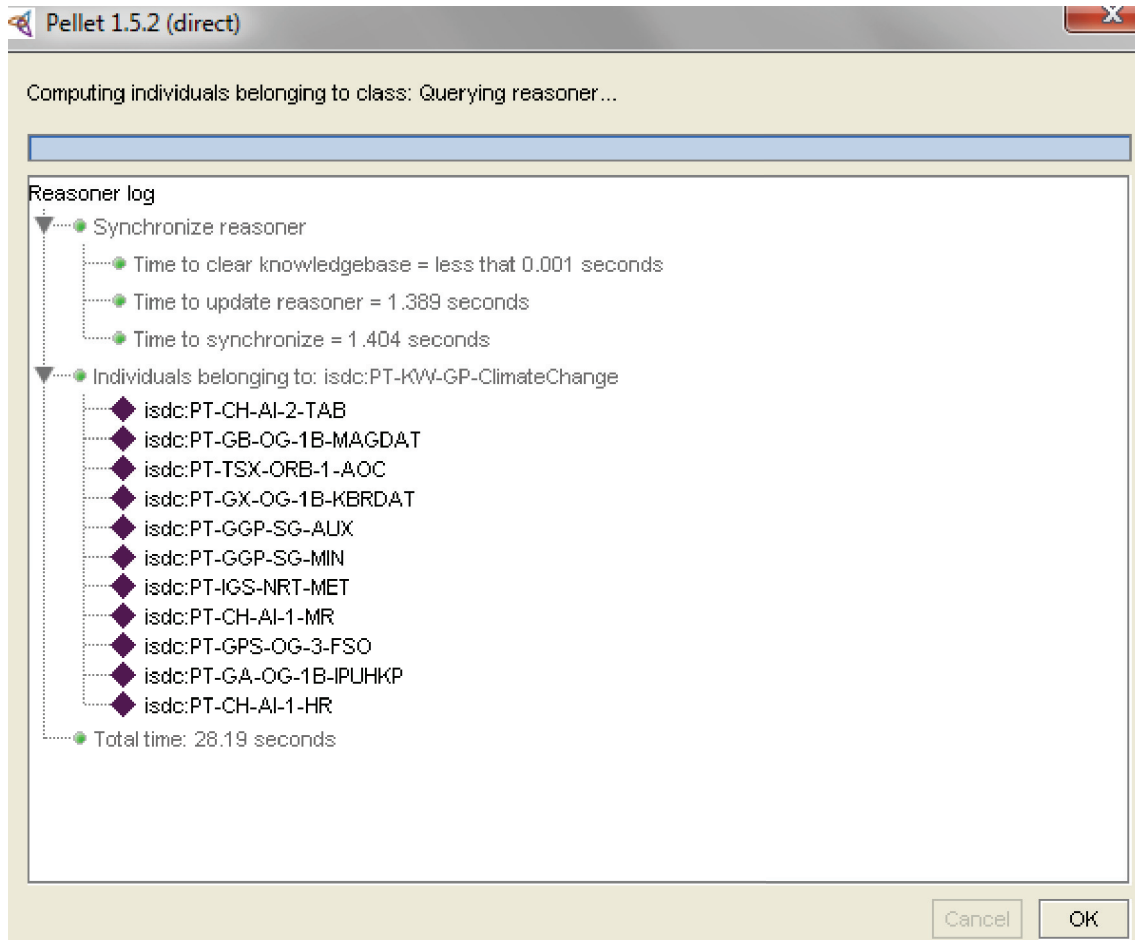 Pellet 1.5.2 (direct)
X
Computing individuals belonging to class: Querying reasoner...
Reasoner log
Synchronize reasoner
Time to clear knowledgebase = less that 0.001 seconds
Time to update reasoner = 1.389 seconds
Time to synchronize = 1.404 seconds
Individuals belonging to: isdc:PT-KW-GP-ClimateChange
isdc:PT-CH-AI-2-TAB
isdc:PT-GB-OG-1B-MAGDAT
isdc:PT-TSX-ORB-1-AOC
isdc:PT-GX-OG-1B-KBRDAT
isdc:PT-GGP-SG-AUX
isdc:PT-GGP-SG-MIN
isdc:PT-IGS-NRT-MET
isdc:PT-CH-AI-1-MR
isdc:PT-GPS-OG-3-FSO
isdc:PT-GA-OG-1B-IPUHKP
isdc:PT-CH-AI-1-HR
Total time: 28.19 seconds
Cancel OK